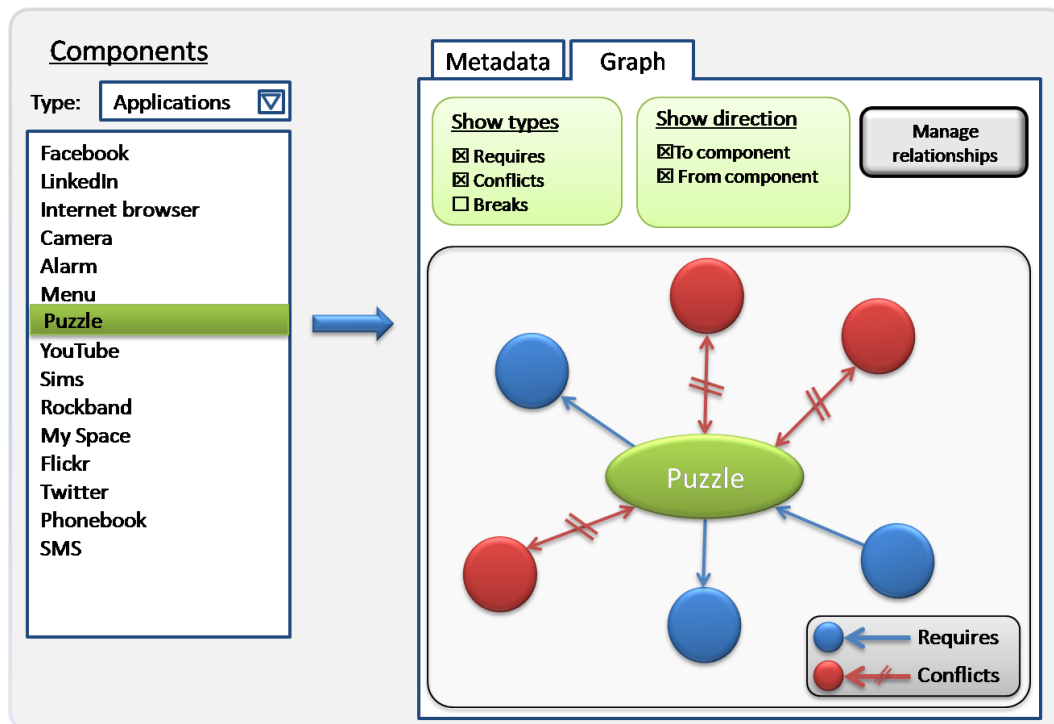 Components
Type: Applications
Facebook
LinkedIn
Internet browser
Camera
Alarm
Menu
Puzzle
YouTube
Sims
Rockband
My Space
Flickr
Twitter
Phonebook
SMS
Metadata
Graph
Show types
Requires
Conflicts
Breaks
Show direction
To component
From component
Manage
relationships
Puzzle
Requires
Conflicts